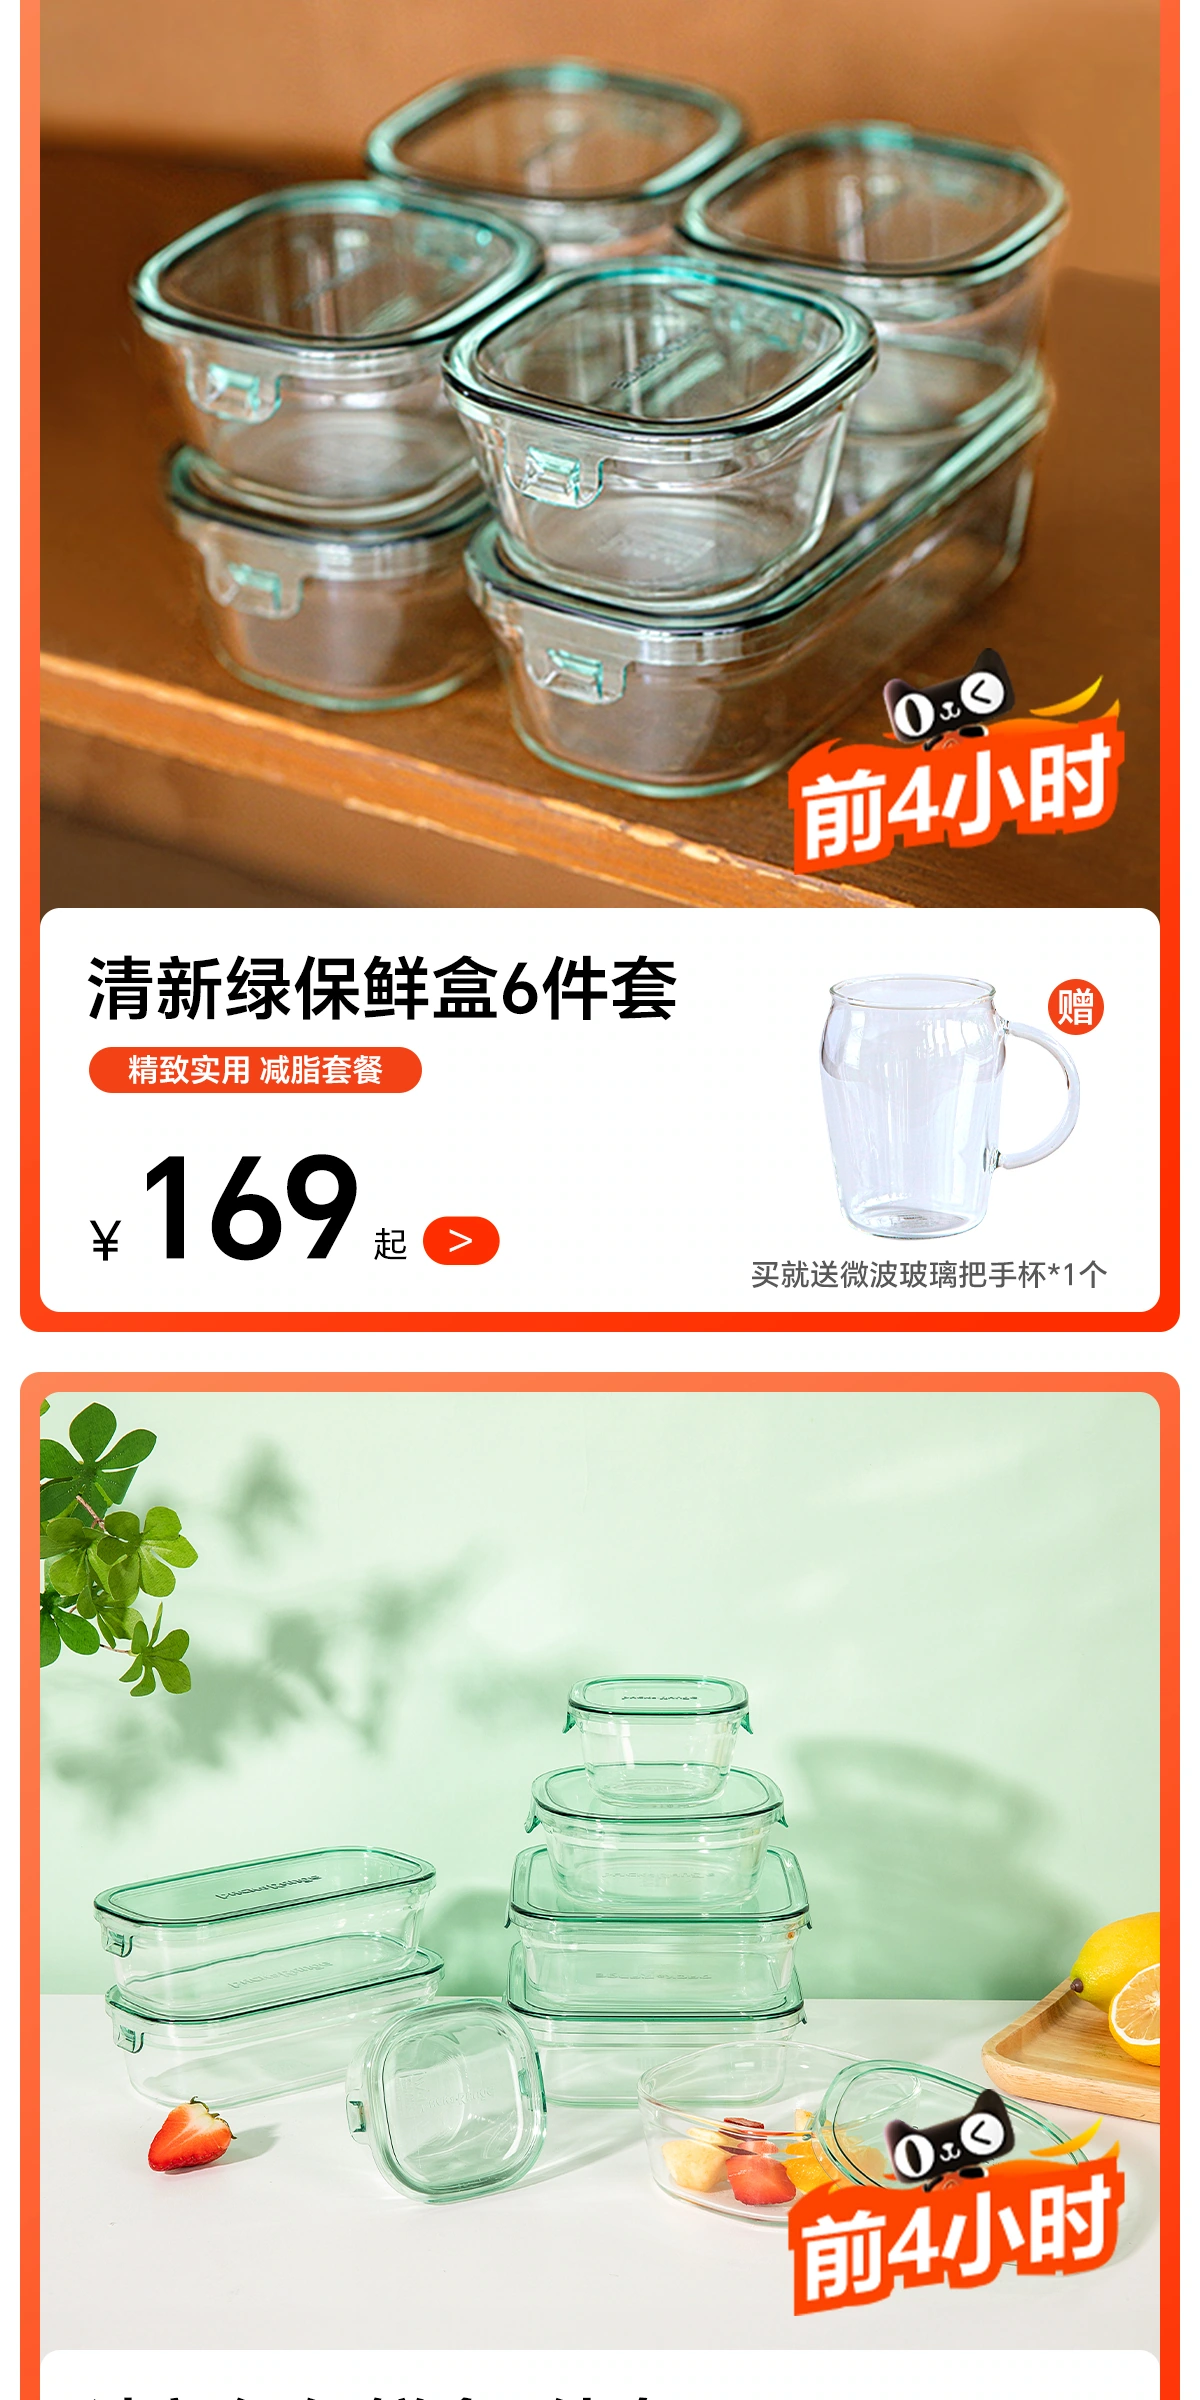 前4小时
清新绿保鲜盒6件套
赠
精致实用 减脂套餐
¥169起 >
买就送微波玻璃把手杯*1个
前4小时